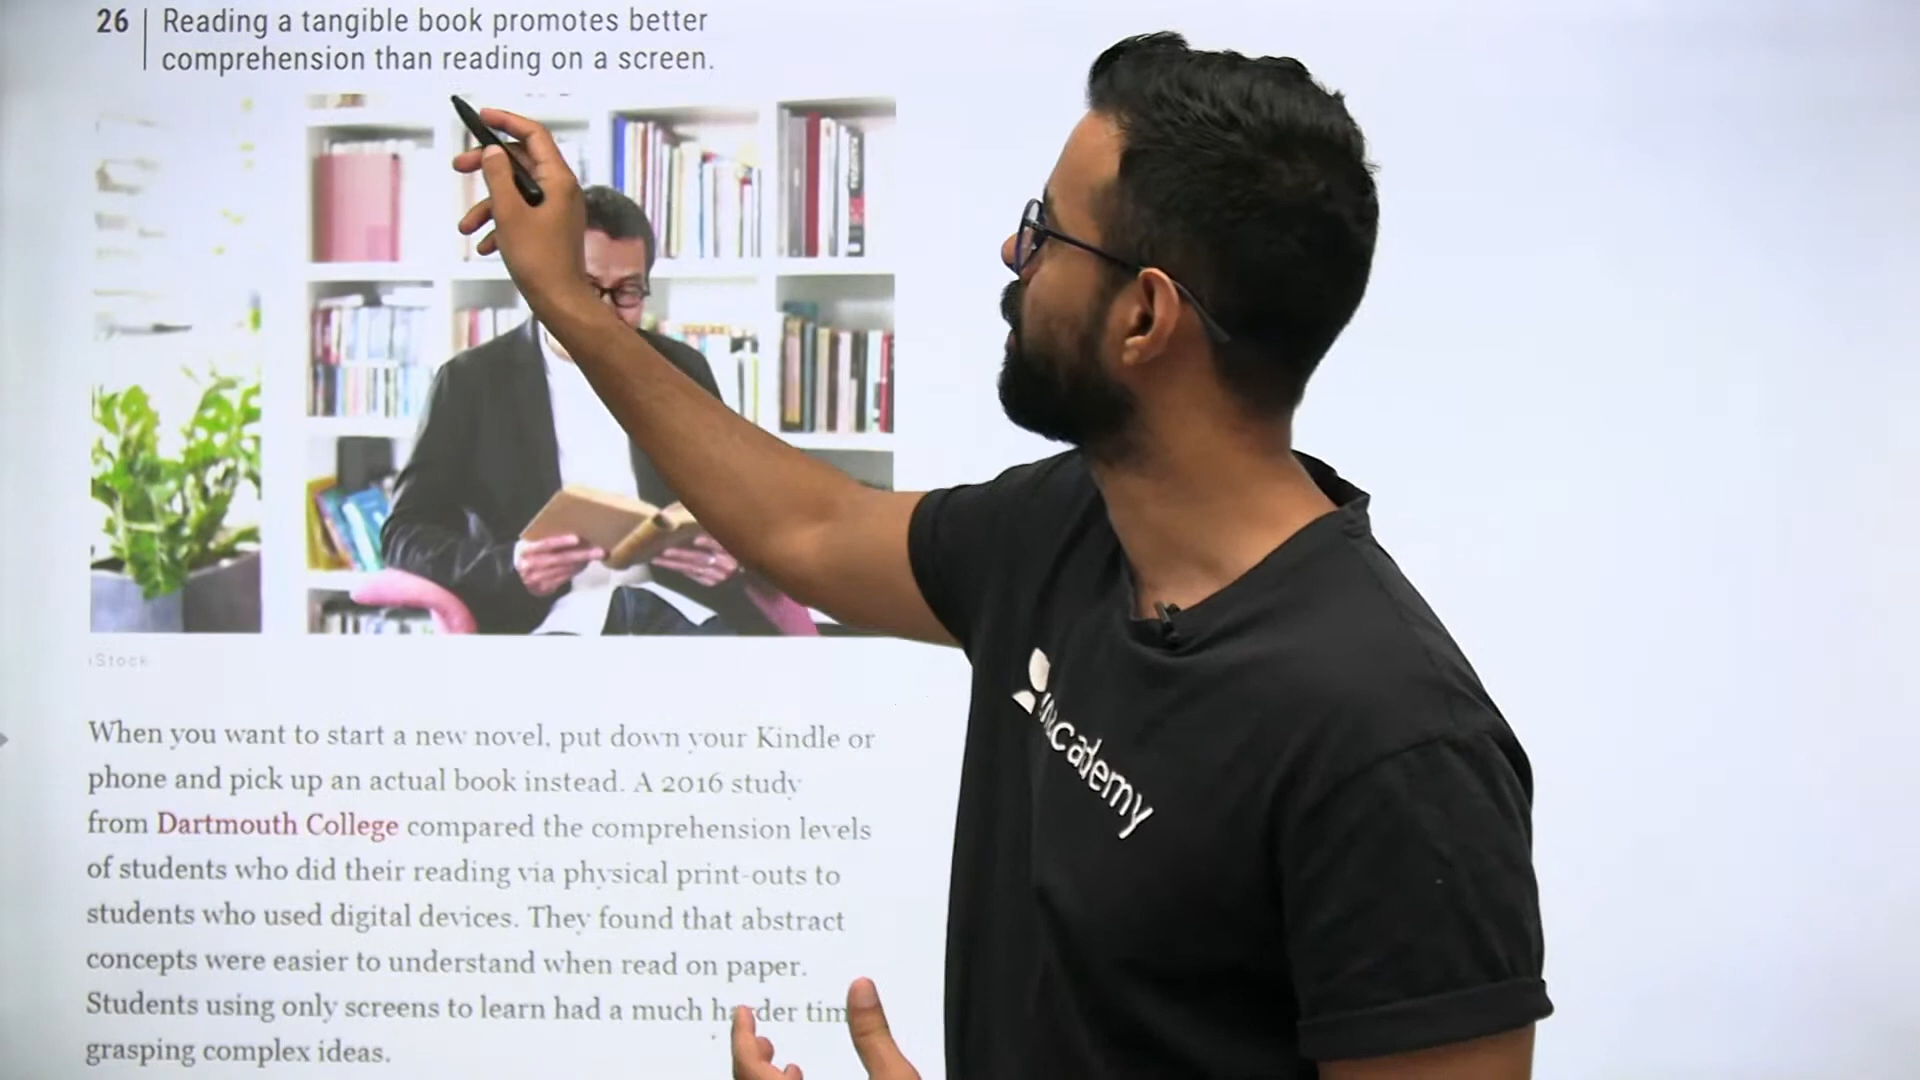 26
Reading a tangible book promotes better
comprehension than reading on a screen.
iStock
When you want to start a new novel, put down your Kindle or
phone and pick up an actual book instead. A 2016 study
from Dartmouth College compared the comprehension levels
of students who did their reading via physical print-outs to
students who used digital devices. They found that abstract
concepts were easier to understand when read on paper.
Students using only screens to learn had a much harder tim
grasping complex ideas.
unacademy